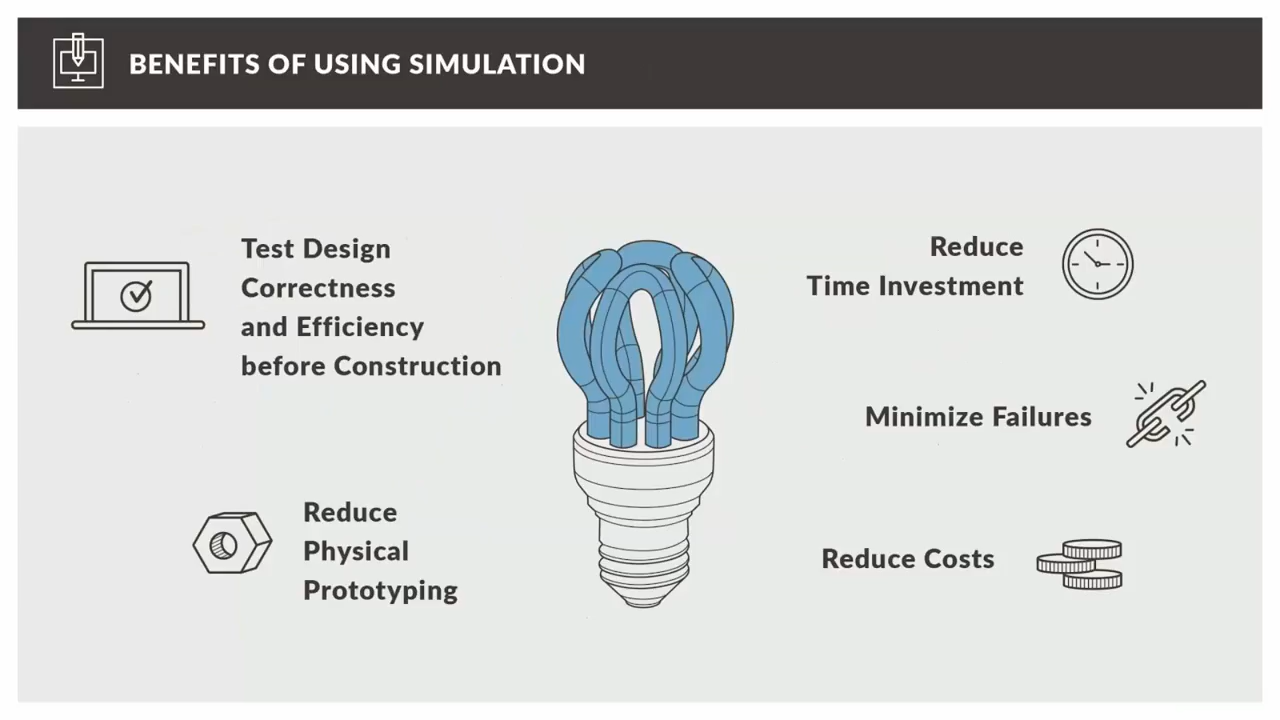 BENEFITS OF USING SIMULATION
Test Design
Correctness
and Efficiency
before Construction
Reduce
Physical
Prototyping
Reduce
Time Investment
Minimize Failures
Reduce Costs